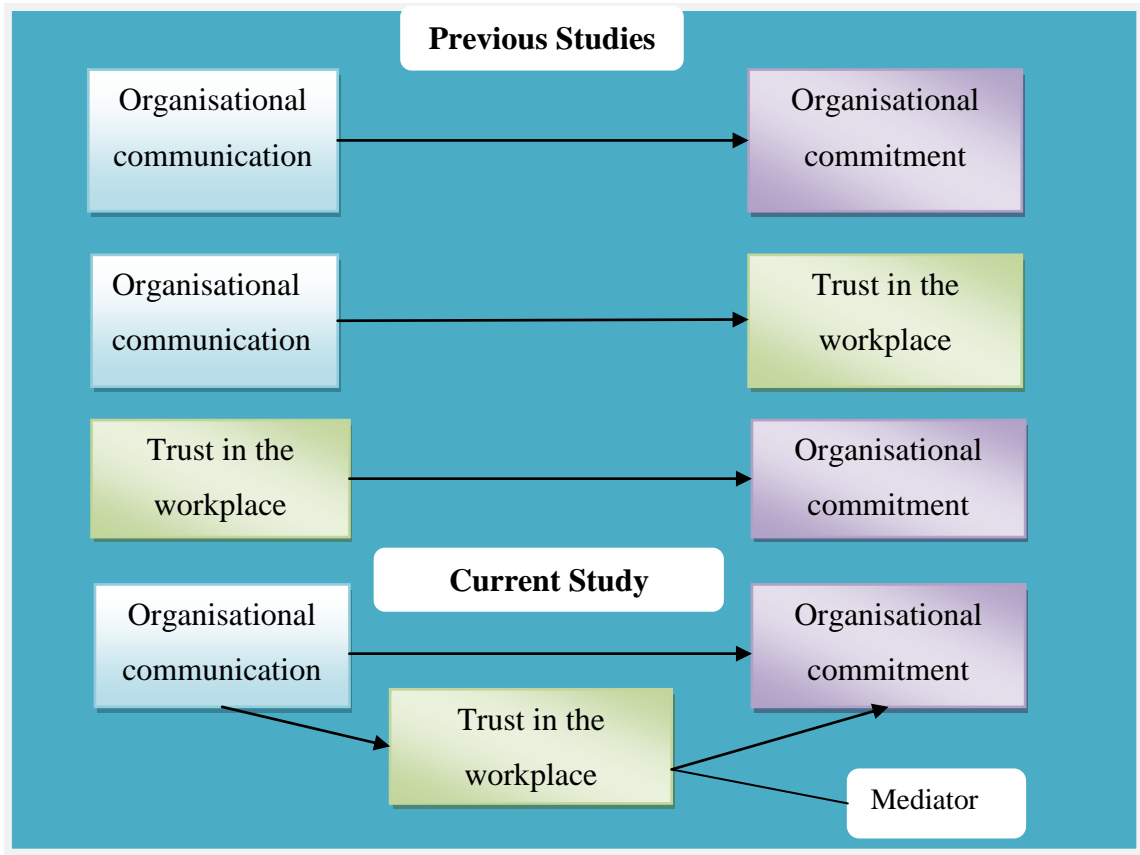 Previous Studies
Organisational
communication
Organisational
commitment
Organisational
communication
Trust in the
workplace
Trust in the
workplace
Organisational
commitment
Current Study
Organisational
communication
Organisational
commitment
Trust in the
workplace
Mediator